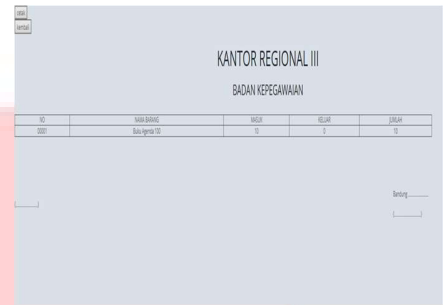 cetak
kembali
KANTOR REGIONAL III
BADAN KEPEGAWAIAN
NO. NAMA BARANG MASUK KELUAR JUMLAH
00001 Buku Agenda 100 10 0 10
Bandung,....................
(....................)
(....................)